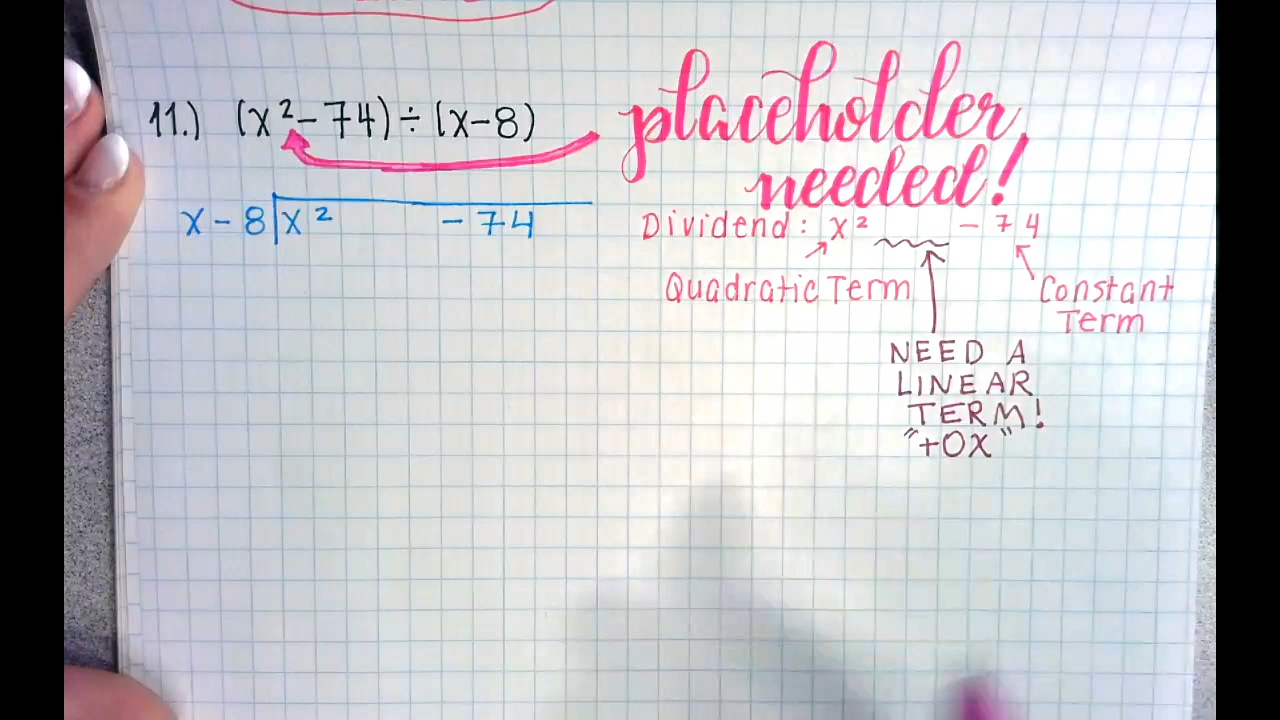 11.) (x²-74)÷(x-8)
placeholder
needed!
x-8 x² -74
Dividend: x² -74
Quadratic Term
Constant
Term
NEED A
LINEAR
TERM!
"+0X"